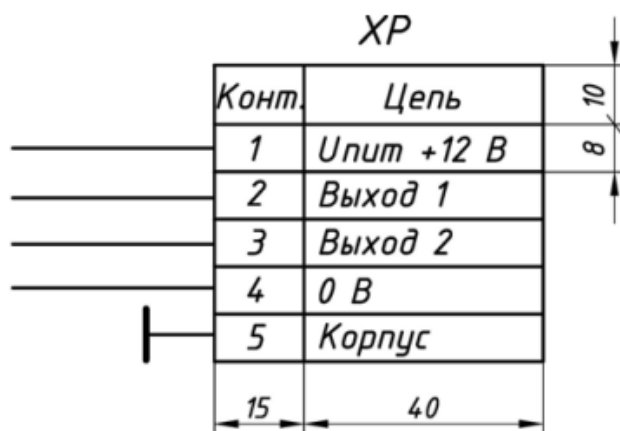 XP
Конт. Цепь 10
1 Uпит +12 В 8
2 Выход 1
3 Выход 2
4 0 В
5 Корпус
15 40